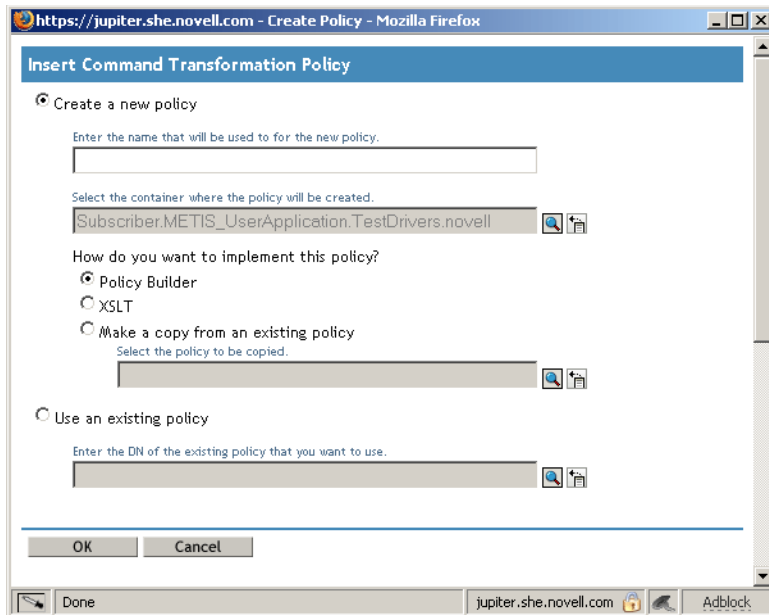 https://jupiter.she.novell.com - Create Policy - Mozilla Firefox
Insert Command Transformation Policy
Create a new policy
Enter the name that will be used to for the new policy.
Select the container where the policy will be created.
Subscriber.METIS_UserApplication.TestDrivers.novell
How do you want to implement this policy?
Policy Builder
XSLT
Make a copy from an existing policy
Select the policy to be copied.
Use an existing policy
Enter the DN of the existing policy that you want to use.
OK Cancel
Done jupiter.she.novell.com Adblock